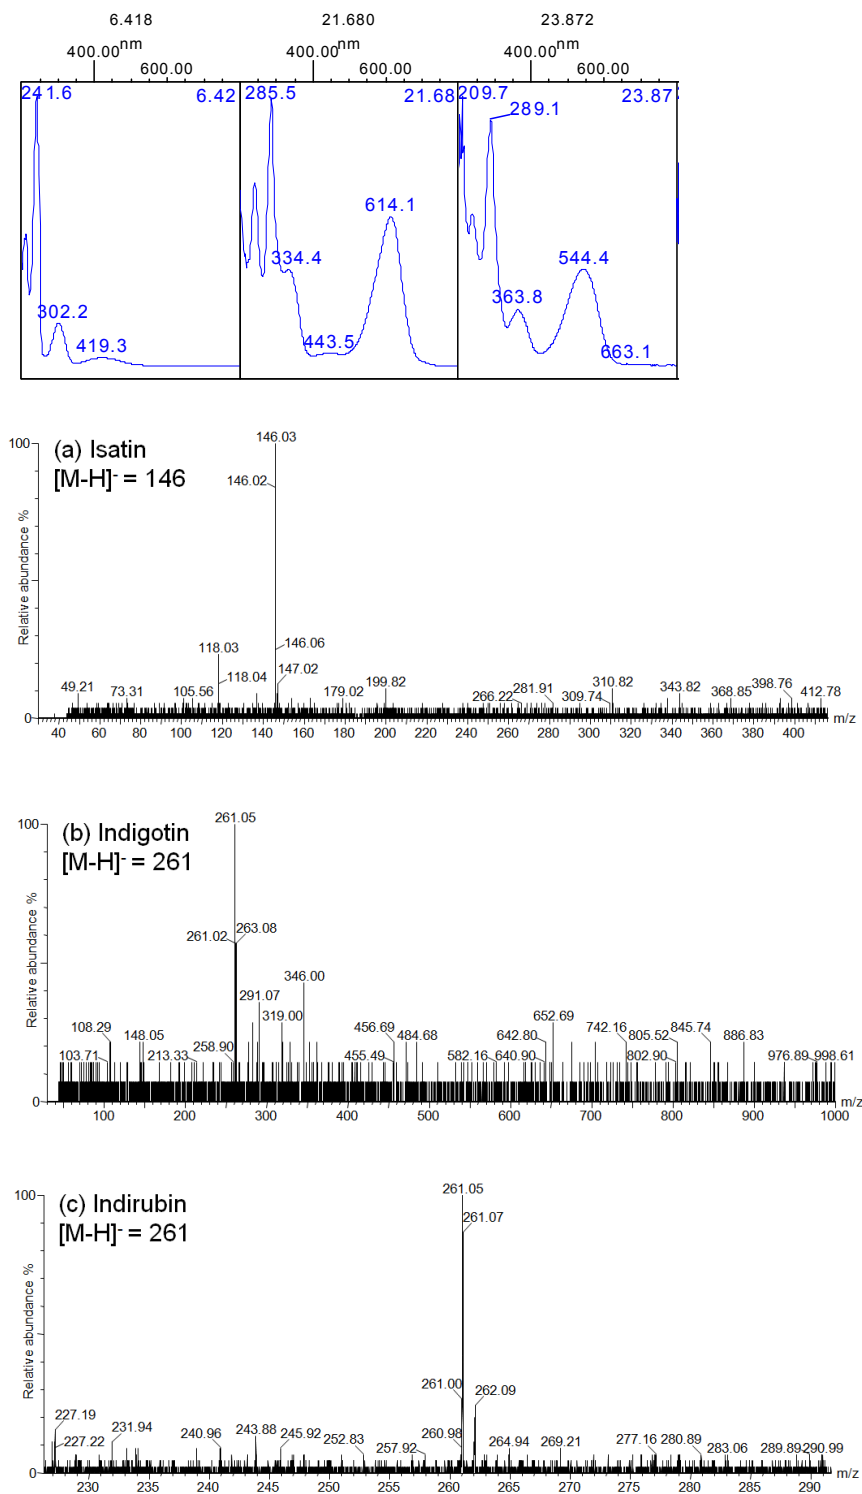 6.418 21.680 23.872
400.00nm 400.00nm 400.00nm
600.00 600.00 600.00
241.6 6.42 285.5 21.68 209.7 23.87
289.1
614.1
334.4 544.4
302.2 363.8
419.3 443.5 663.1
(a) Isatin
[M-H]- = 146
100
146.03
146.02
Relative abundance %
118.03 146.06
118.04 147.02
49.21 73.31 105.56 179.02 199.82 266.22 281.91 309.74 310.82 343.82 368.85 398.76 412.78
0
40 60 80 100 120 140 160 180 200 220 240 260 280 300 320 340 360 380 400 m/z
(b) Indigotin
[M-H]- = 261
100
261.05
261.02 263.08
Relative abundance %
346.00
291.07
319.00
108.29 148.05 456.69 484.68 642.80 652.69 742.16 805.52 845.74 886.83
103.71 213.33 258.90 455.49 582.16 640.90 802.90 976.89 998.61
0
100 200 300 400 500 600 700 800 900 1000 m/z
(c) Indirubin
[M-H]- = 261
100
261.05
261.07
Relative abundance %
261.00 262.09
227.19 231.94 240.96 243.88 245.92 260.98
227.22 252.83 257.92 264.94 269.21 277.16 280.89 283.06 289.89 290.99
0
230 235 240 245 250 255 260 265 270 275 280 285 290 m/z